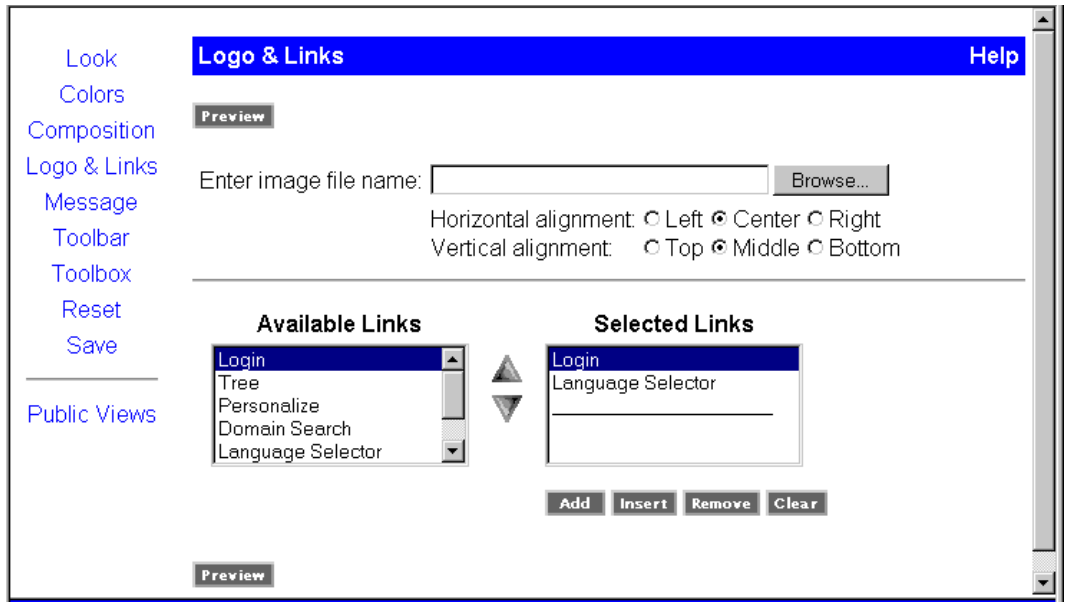 Look
Colors
Composition
Logo & Links
Message
Toolbar
Toolbox
Reset
Save
Public Views
Logo & Links Help
Preview
Enter image file name: Browse...
Horizontal alignment: Left Center Right
Vertical alignment: Top Middle Bottom
Available Links
Login
Tree
Personalize
Domain Search
Language Selector
Selected Links
Login
Language Selector
Add Insert Remove Clear
Preview